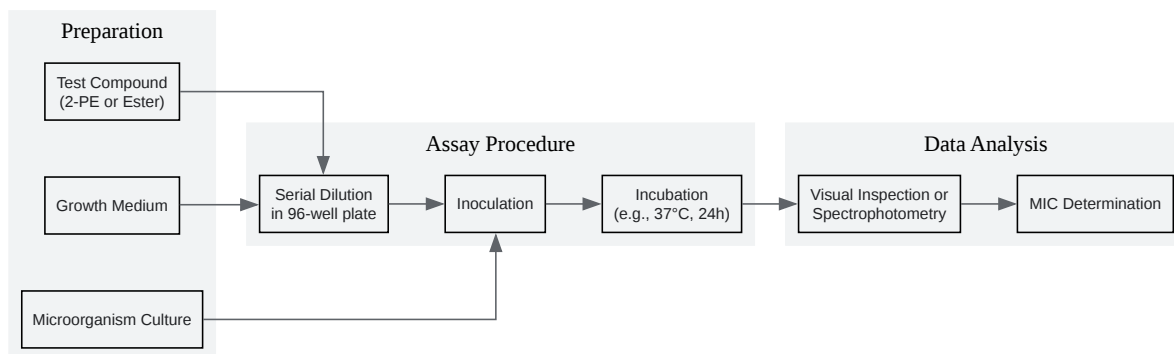 Preparation
Test Compound
(2-PE or Ester)
Growth Medium
Microorganism Culture
Assay Procedure
Serial Dilution
in 96-well plate
Inoculation
Incubation
(e.g., 37°C, 24h)
Data Analysis
Visual Inspection or
Spectrophotometry
MIC Determination